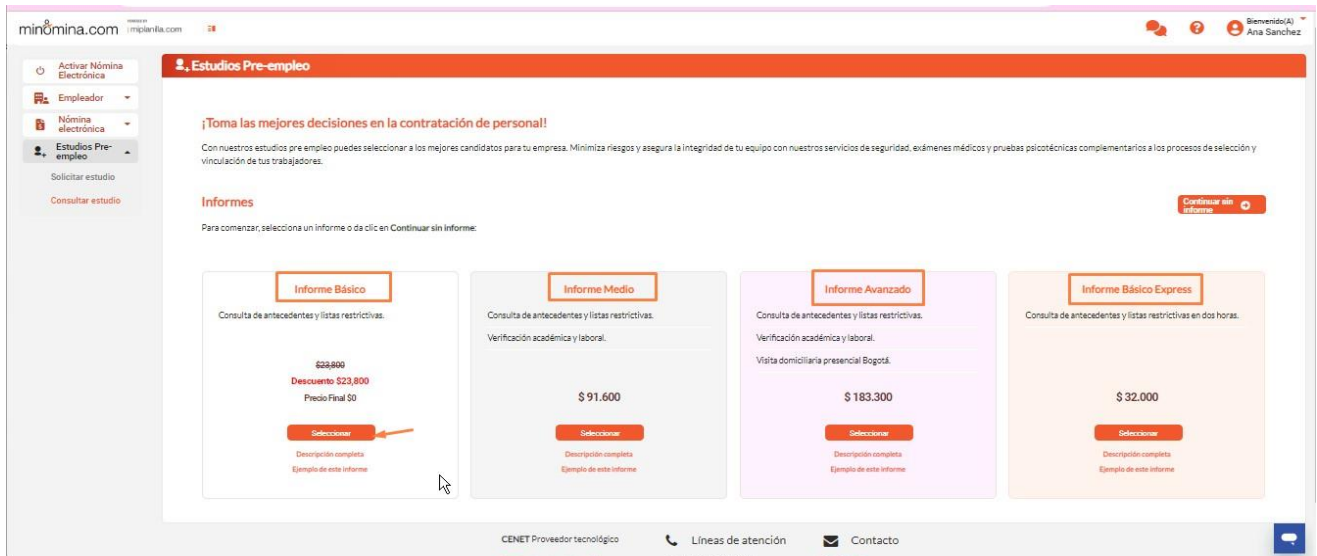 minomina.com POWERED BY miplanilla.com
Bienvenido(A)
Ana Sanchez
Activar Nómina
Electrónica
Empleador
Nómina
electrónica
Estudios Pre-
empleo
Solicitar estudio
Consultar estudio
Estudios Pre-empleo
¡Toma las mejores decisiones en la contratación de personal!
Con nuestros estudios pre empleo puedes seleccionar a los mejores candidatos para tu empresa. Minimiza riesgos y asegura la integridad de tu equipo con nuestros servicios de seguridad, exámenes médicos y pruebas psicotécnicas complementarios a los procesos de selección y
vinculación de tus trabajadores.
Informes
Continuar sin
informe
Para comenzar, selecciona un informe o da clic en Continuar sin informe:
Informe Básico
Consulta de antecedentes y listas restrictivas.
$23,800
Descuento $23,800
Precio Final $0
Seleccionar
Descripción completa
Ejemplo de este informe
Informe Medio
Consulta de antecedentes y listas restrictivas.
Verificación académica y laboral.
$ 91.600
Seleccionar
Descripción completa
Ejemplo de este informe
Informe Avanzado
Consulta de antecedentes y listas restrictivas.
Verificación académica y laboral.
Visita domiciliaria presencial Bogotá.
$ 183.300
Seleccionar
Descripción completa
Ejemplo de este informe
Informe Básico Express
Consulta de antecedentes y listas restrictivas en dos horas.
$ 32.000
Seleccionar
Descripción completa
Ejemplo de este informe
CENET Proveedor tecnológico
Líneas de atención
Contacto